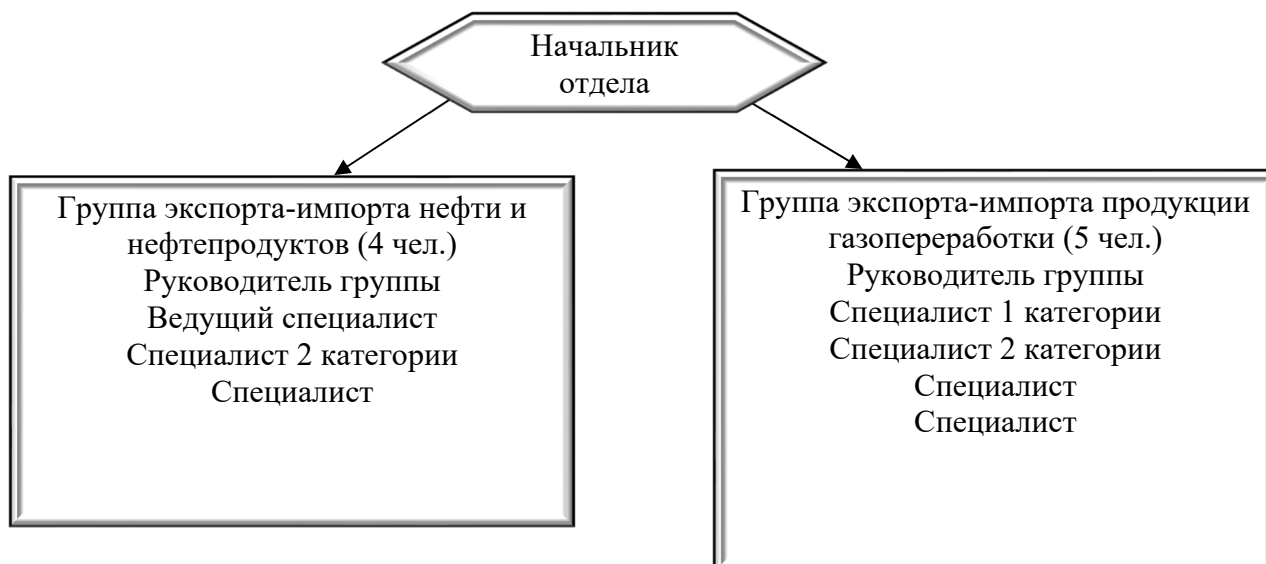 Начальник
отдела
Группа экспорта-импорта нефти и
нефтепродуктов (4 чел.)
Руководитель группы
Ведущий специалист
Специалист 2 категории
Специалист
Группа экспорта-импорта продукции
газопереработки (5 чел.)
Руководитель группы
Специалист 1 категории
Специалист 2 категории
Специалист
Специалист